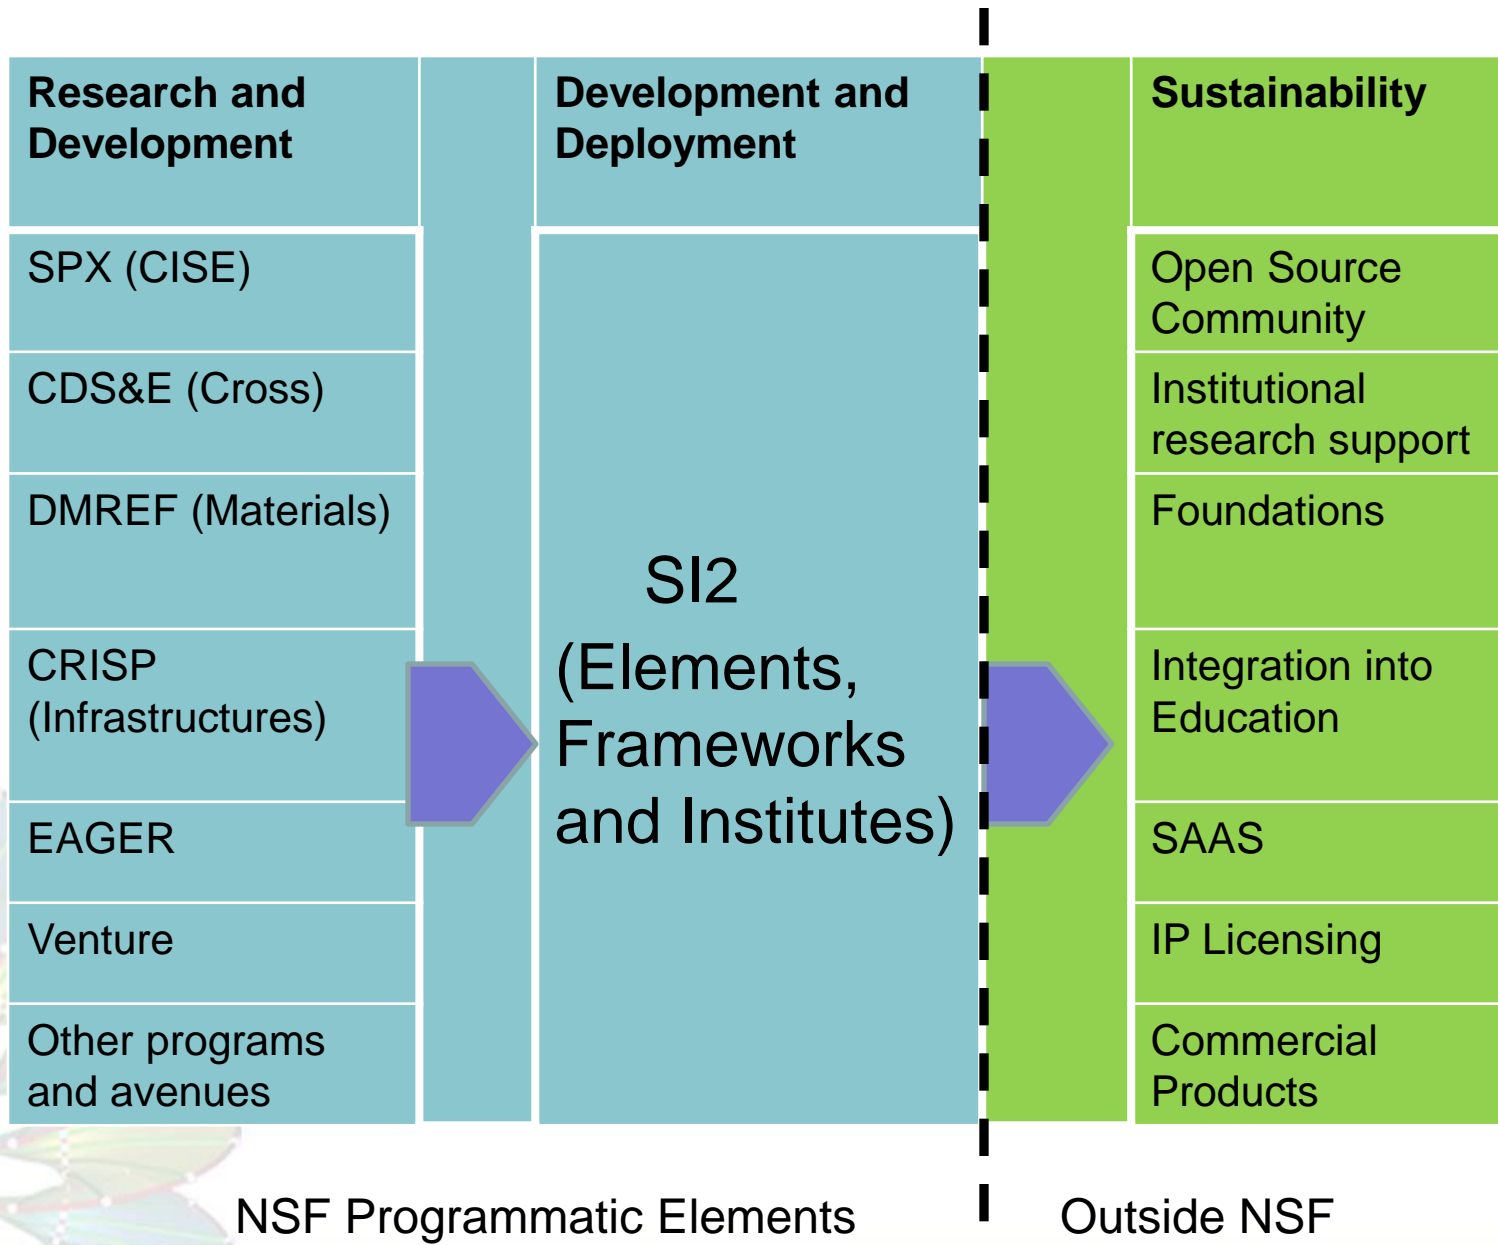 Research and
Development
Development and
Deployment
Sustainability
SPX (CISE)
CDS&E (Cross)
DMREF (Materials)
CRISP
(Infrastructures)
EAGER
Venture
Other programs
and avenues
SI2
(Elements,
Frameworks
and Institutes)
Open Source
Community
Institutional
research support
Foundations
Integration into
Education
SAAS
IP Licensing
Commercial
Products
NSF Programmatic Elements
Outside NSF